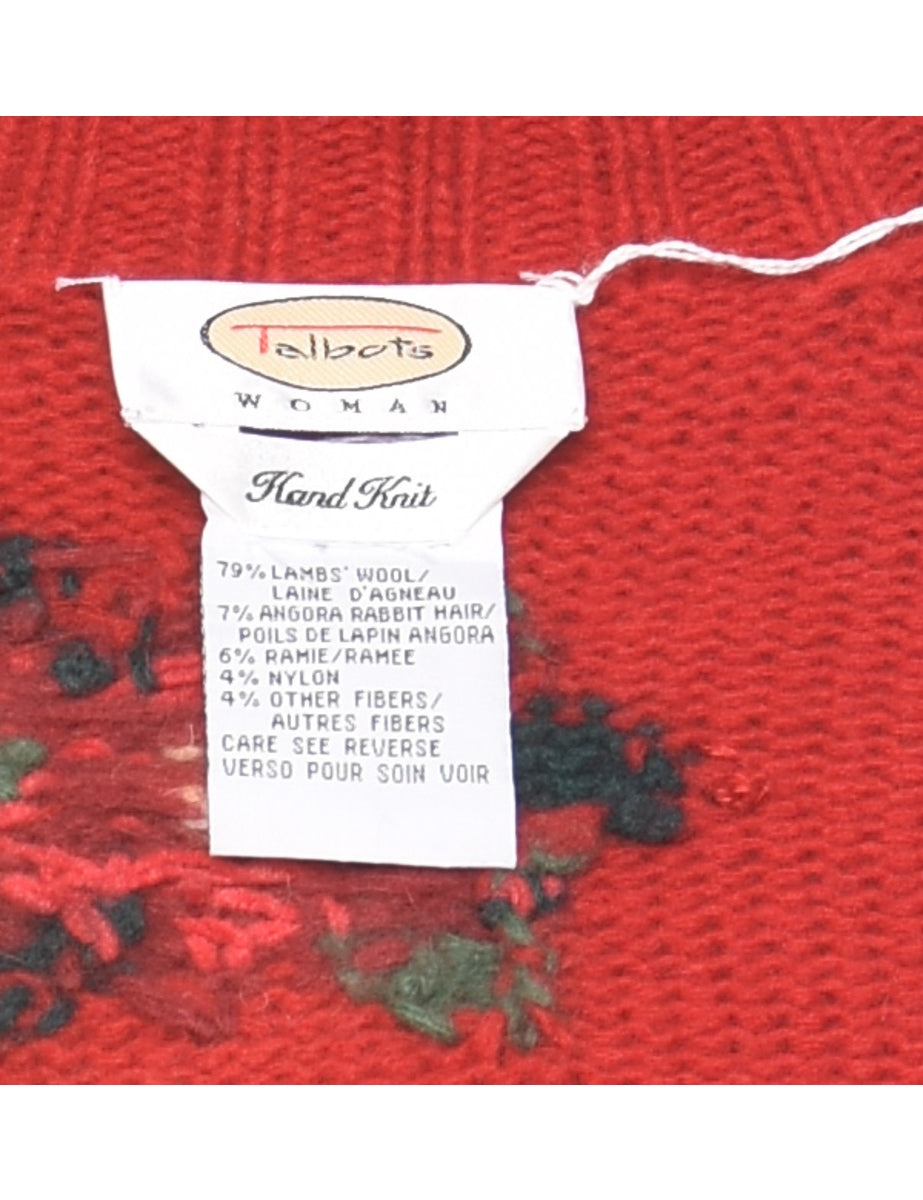 Talbots
WOMAN
Hand Knit
79% LAMBS' WOOL/
LAINE D'AGNEAU
7% ANGORA RABBIT HAIR/
POILS DE LAPIN ANGORA
6% RAMIE/RAMEE
4% NYLON
4% OTHER FIBERS/
AUTRES FIBERS
CARE SEE REVERSE
VERSO POUR SOIN VOIR